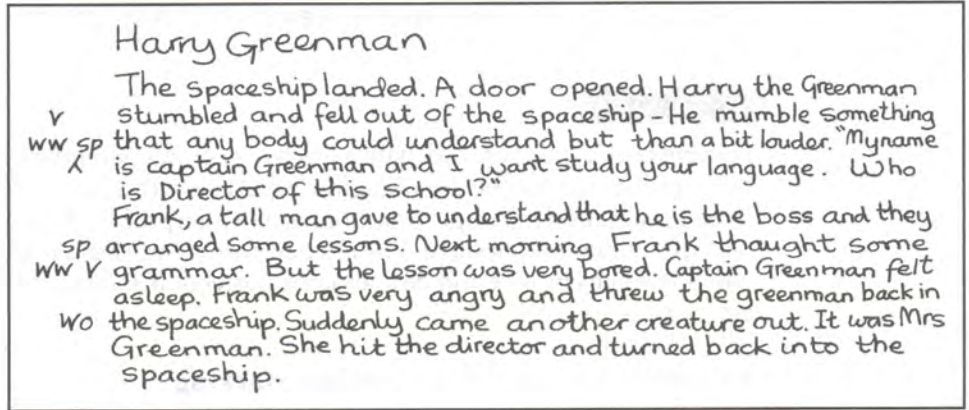 Harry Greenman
The Spaceship landed. A door opened. Harry the Greenman
v stumbled and fell out of the spaceship - He mumble something
ww sp that any body could understand but than a bit louder. "My name
⁁ is captain Greenman and I want study your language. Who
is Director of this school?"
Frank, a tall man gave to understand that he is the boss and they
sp arranged some lessons. Next morning Frank thaught some
ww v grammar. But the lesson was very bored. Captain Greenman felt
asleep. Frank was very angry and threw the greenman back in
wo the spaceship. Suddenly came another creature out. It was Mrs
Greenman. She hit the director and turned back into the
spaceship.